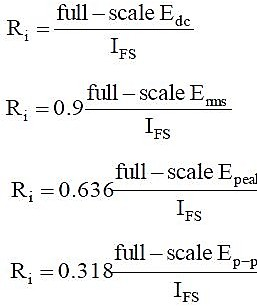 R_i = full−scale E_dc / I_FS
R_i = 0.9 full−scale E_rms / I_FS
R_i = 0.636 full−scale E_peak / I_FS
R_i = 0.318 full−scale E_p−p / I_FS